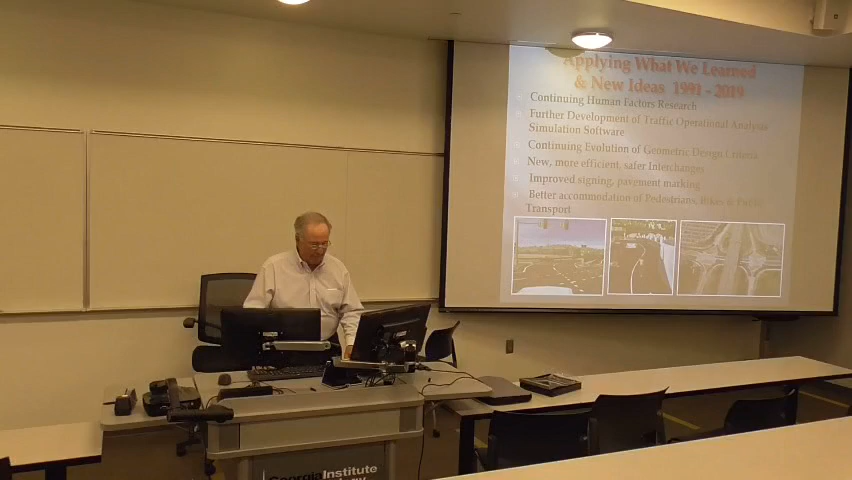 Applying What We Learned
& New Ideas 1991 - 2019
Continuing Human Factors Research
Further Development of Traffic Operational Analysis
Simulation Software
Continuing Evolution of Geometric Design Criteria
New, more efficient, safer Interchanges
Improved signing, pavement marking
Better accommodation of Pedestrians, Bikes & Public
Transport
Georgia Institute